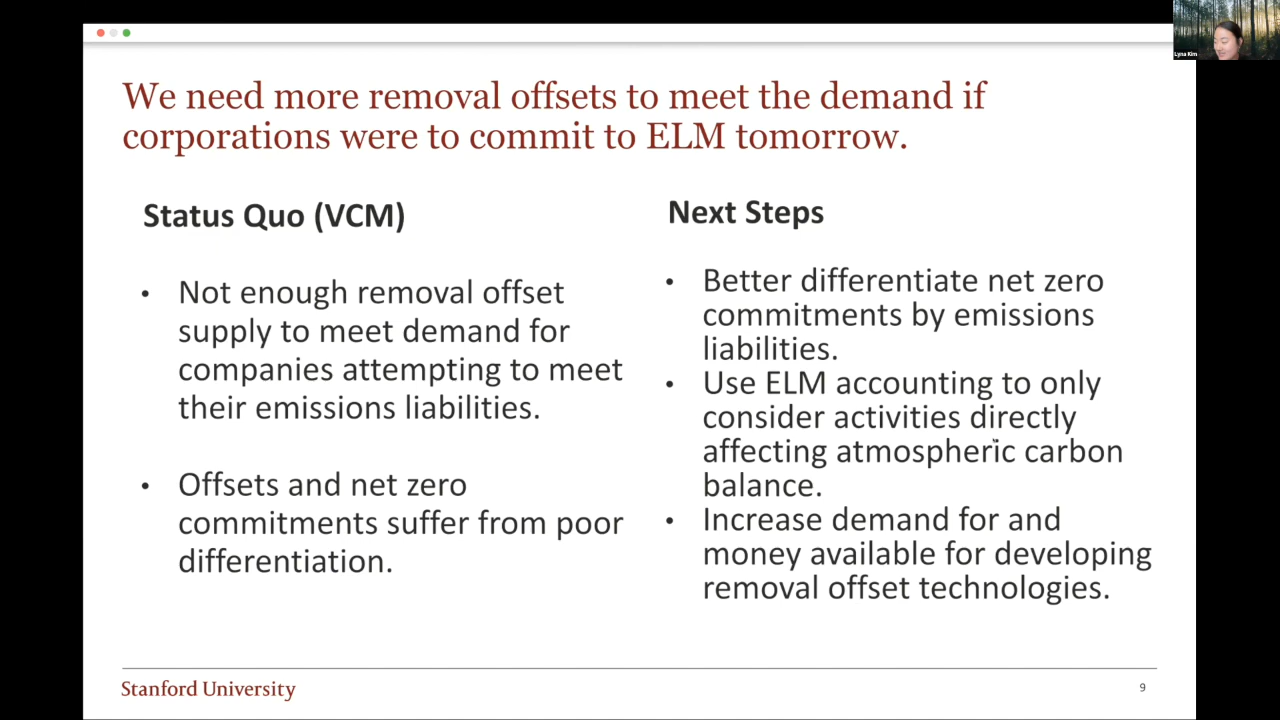 Lyna Kim
We need more removal offsets to meet the demand if
corporations were to commit to ELM tomorrow.
Status Quo (VCM)
• Not enough removal offset
supply to meet demand for
companies attempting to meet
their emissions liabilities.
• Offsets and net zero
commitments suffer from poor
differentiation.
Next Steps
• Better differentiate net zero
commitments by emissions
liabilities.
• Use ELM accounting to only
consider activities directly
affecting atmospheric carbon
balance.
• Increase demand for and
money available for developing
removal offset technologies.
Stanford University
9